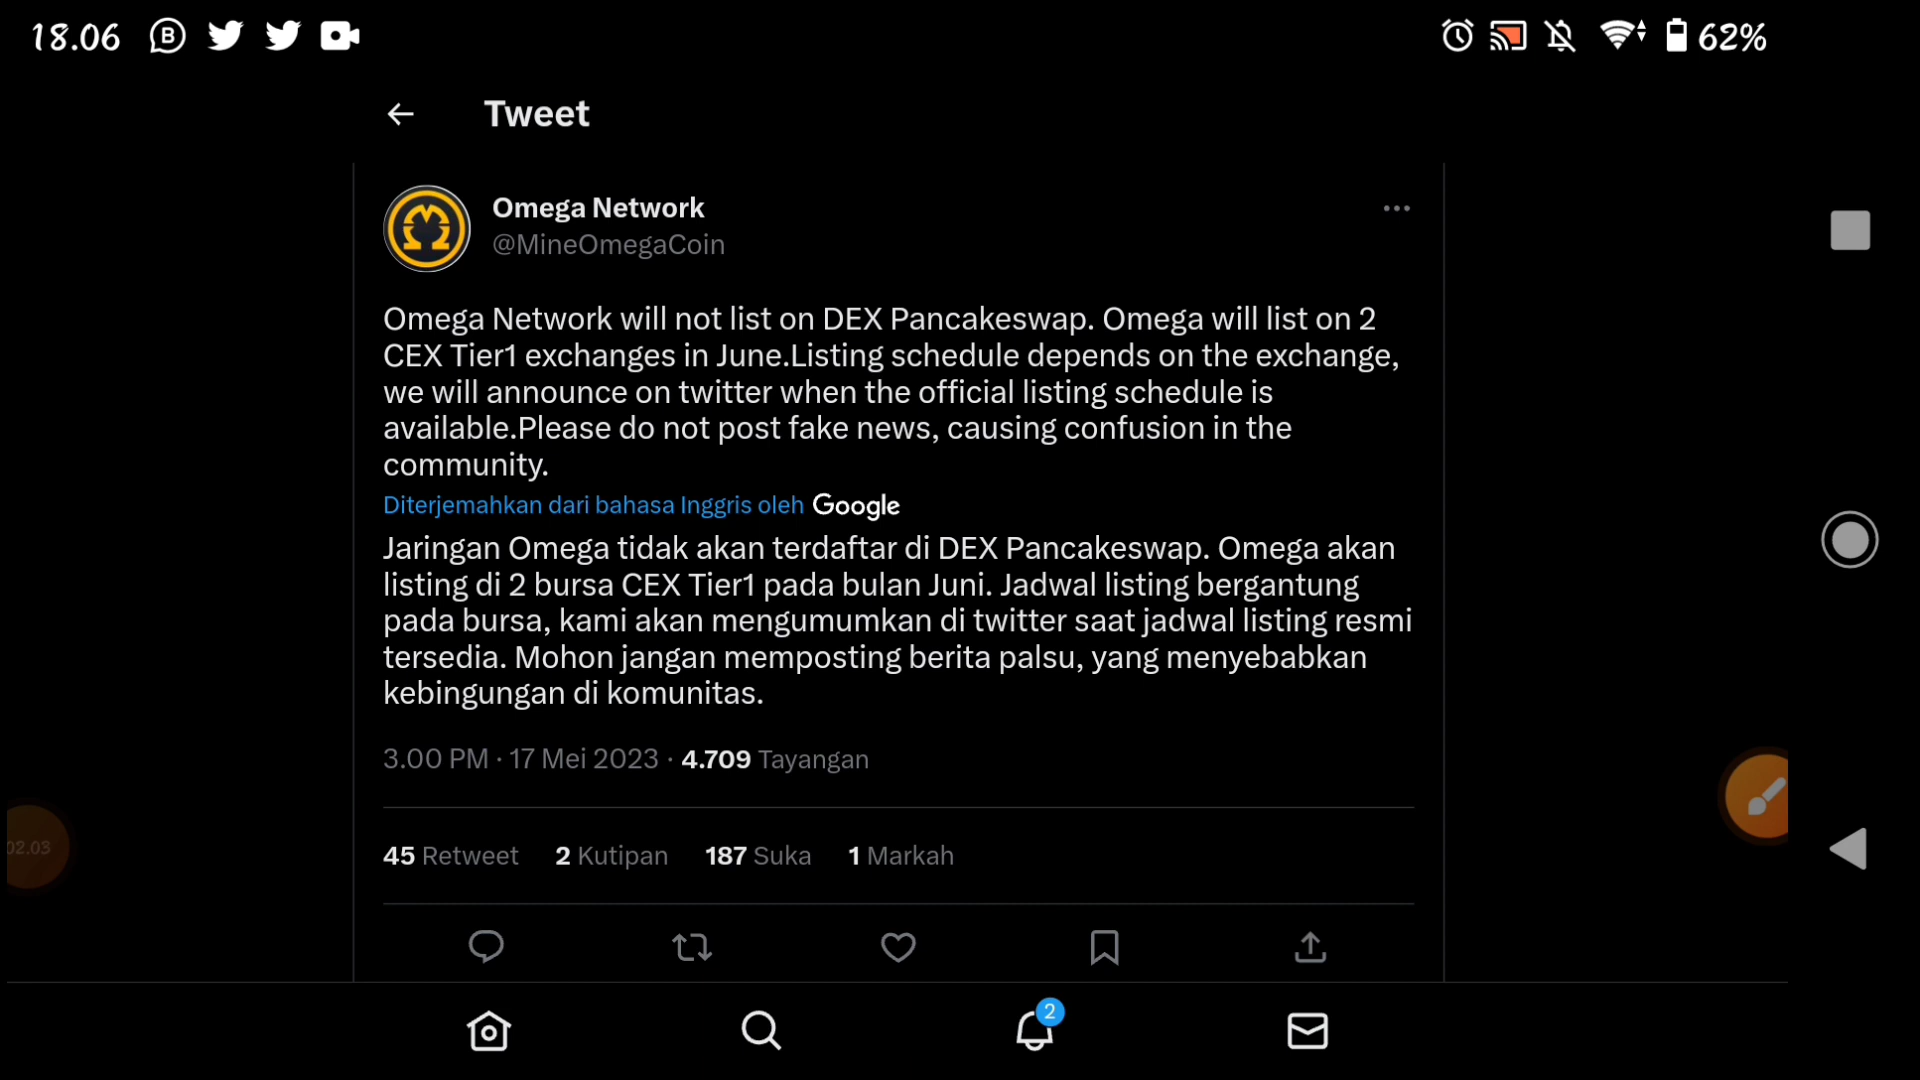 18.06
B
62%
Tweet
Omega Network
@MineOmegaCoin
Omega Network will not list on DEX Pancakeswap. Omega will list on 2
CEX Tier1 exchanges in June.Listing schedule depends on the exchange,
we will announce on twitter when the official listing schedule is
available.Please do not post fake news, causing confusion in the
community.
Diterjemahkan dari bahasa Inggris oleh Google
Jaringan Omega tidak akan terdaftar di DEX Pancakeswap. Omega akan
listing di 2 bursa CEX Tier1 pada bulan Juni. Jadwal listing bergantung
pada bursa, kami akan mengumumkan di twitter saat jadwal listing resmi
tersedia. Mohon jangan memposting berita palsu, yang menyebabkan
kebingungan di komunitas.
3.00 PM · 17 Mei 2023 · 4.709 Tayangan
02.03
45 Retweet 2 Kutipan 187 Suka 1 Markah
2